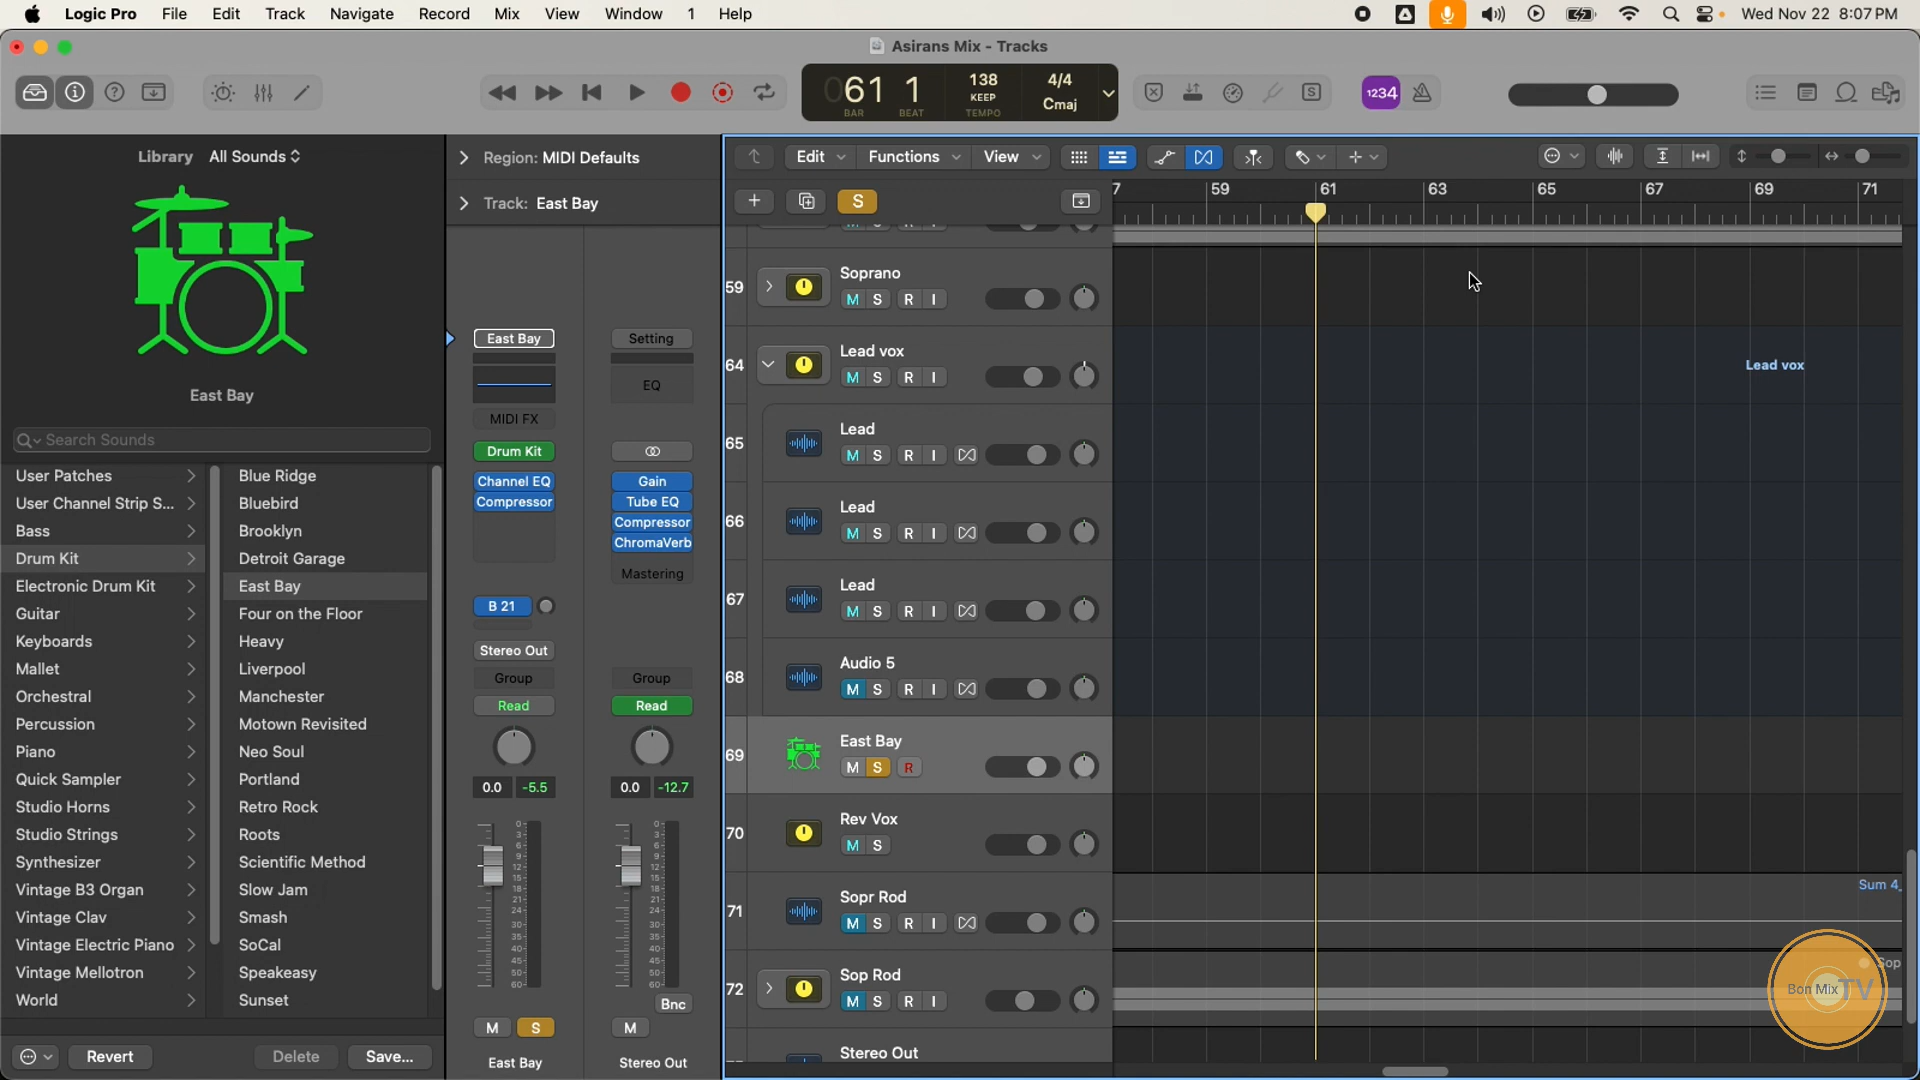 Logic Pro File Edit Track Navigate Record Mix View Window 1 Help
Wed Nov 22 8:07 PM
Asirans Mix - Tracks
061 1
BAR BEAT
138
KEEP
TEMPO
4/4
Cmaj
S
1234
Library All Sounds
East Bay
Search Sounds
User Patches
User Channel Strip S...
Bass
Drum Kit
Electronic Drum Kit
Guitar
Keyboards
Mallet
Orchestral
Percussion
Piano
Quick Sampler
Studio Horns
Studio Strings
Synthesizer
Vintage B3 Organ
Vintage Clav
Vintage Electric Piano
Vintage Mellotron
World
Blue Ridge
Bluebird
Brooklyn
Detroit Garage
East Bay
Four on the Floor
Heavy
Liverpool
Manchester
Motown Revisited
Neo Soul
Portland
Retro Rock
Roots
Scientific Method
Slow Jam
Smash
SoCal
Speakeasy
Sunset
Revert
Delete
Save...
Region: MIDI Defaults
Track: East Bay
East Bay
MIDI FX
Drum Kit
Channel EQ
Compressor
B 21
Stereo Out
Group
Read
0.0 -5.5
M S
East Bay
Setting
EQ
Gain
Tube EQ
Compressor
ChromaVerb
Mastering
Group
Read
0.0 -12.7
Bnc
M
Stereo Out
Edit Functions View
S
7 59 61 63 65 67 69 71
59 Soprano
M S R I
64 Lead vox
M S R I
Lead vox
65 Lead
M S R I
66 Lead
M S R I
67 Lead
M S R I
68 Audio 5
M S R I
69 East Bay
M S R
70 Rev Vox
M S
71 Sopr Rod
M S R I
Sum 4
72 Sop Rod
M S R I
Sop
Stereo Out
Bon Mix TV